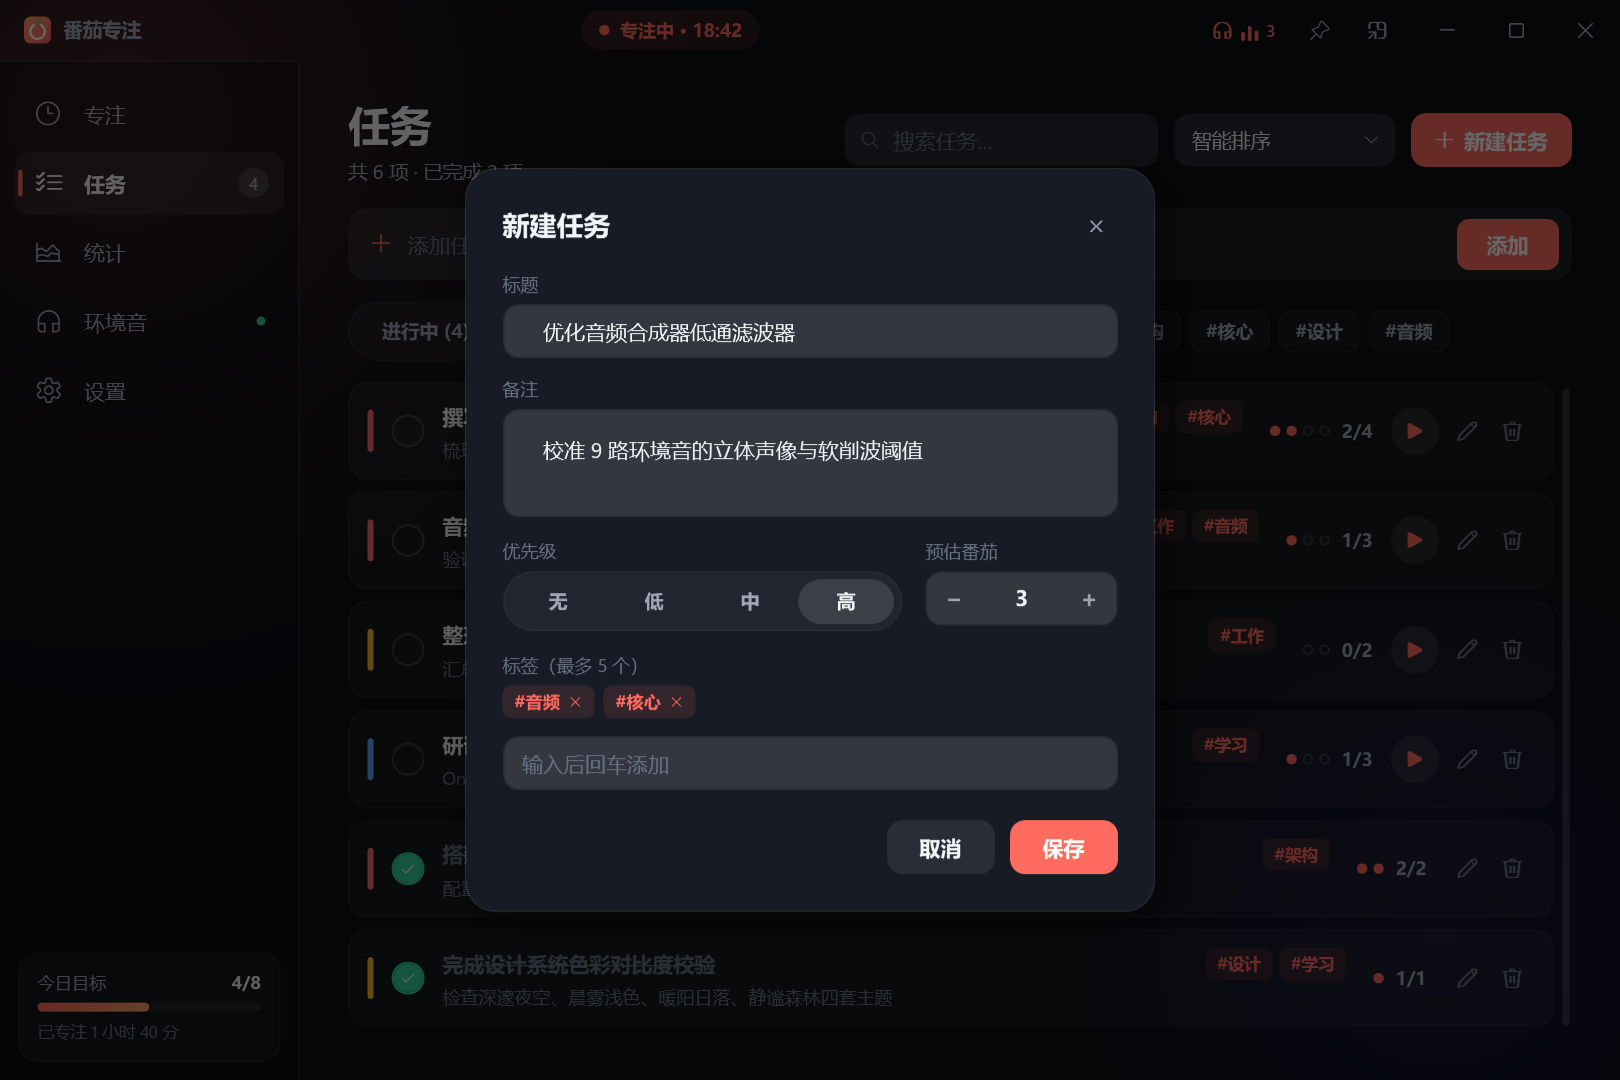 番茄专注
专注中 • 18:42
3
专注
任务
4
统计
环境音
设置
今日目标
4/8
已专注 1 小时 40 分
任务
共 6 项 · 已完成 2 项
搜索任务...
智能排序
新建任务
添加任
添加
进行中 (4)
#核心
#设计
#音频
#核心
2/4
#音频
1/3
#工作
0/2
研
On
#学习
1/3
搭
配置
#架构
2/2
完成设计系统色彩对比度校验
检查深邃夜空、晨雾浅色、暖阳日落、静谧森林四套主题
#设计
#学习
1/1
新建任务
标题
优化音频合成器低通滤波器
备注
校准 9 路环境音的立体声像与软削波阈值
优先级
无
低
中
高
预估番茄
− 3 +
标签（最多 5 个）
#音频 ×
#核心 ×
输入后回车添加
取消
保存